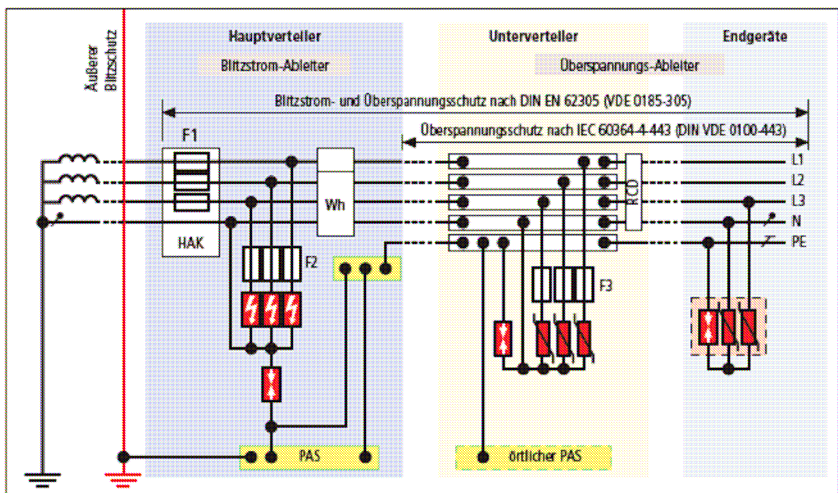 Äußerer
Blitzschutz
Hauptverteiler
Unterverteiler
Endgeräte
Blitzstrom-Ableiter
Überspannungs-Ableiter
Blitzstrom- und Überspannungsschutz nach DIN EN 62305 (VDE 0185-305)
Überspannungsschutz nach IEC 60364-4-443 (DIN VDE 0100-443)
F1
L1
L2
L3
N
PE
Wh
RCD
HAK
F2
F3
PAS
örtlicher PAS